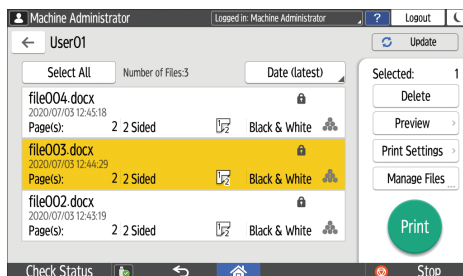 Machine Administrator Logged in: Machine Administrator ? Logout
User01 Update
Select All Number of Files:3 Date (latest) Selected: 1
file004.docx
2020/07/03 12:45:18
Page(s): 2 2 Sided Black & White
file003.docx
2020/07/03 12:44:29
Page(s): 2 2 Sided Black & White
file002.docx
2020/07/03 12:43:19
Page(s): 2 2 Sided Black & White
Delete
Preview
Print Settings
Manage Files
Print
Check Status Stop